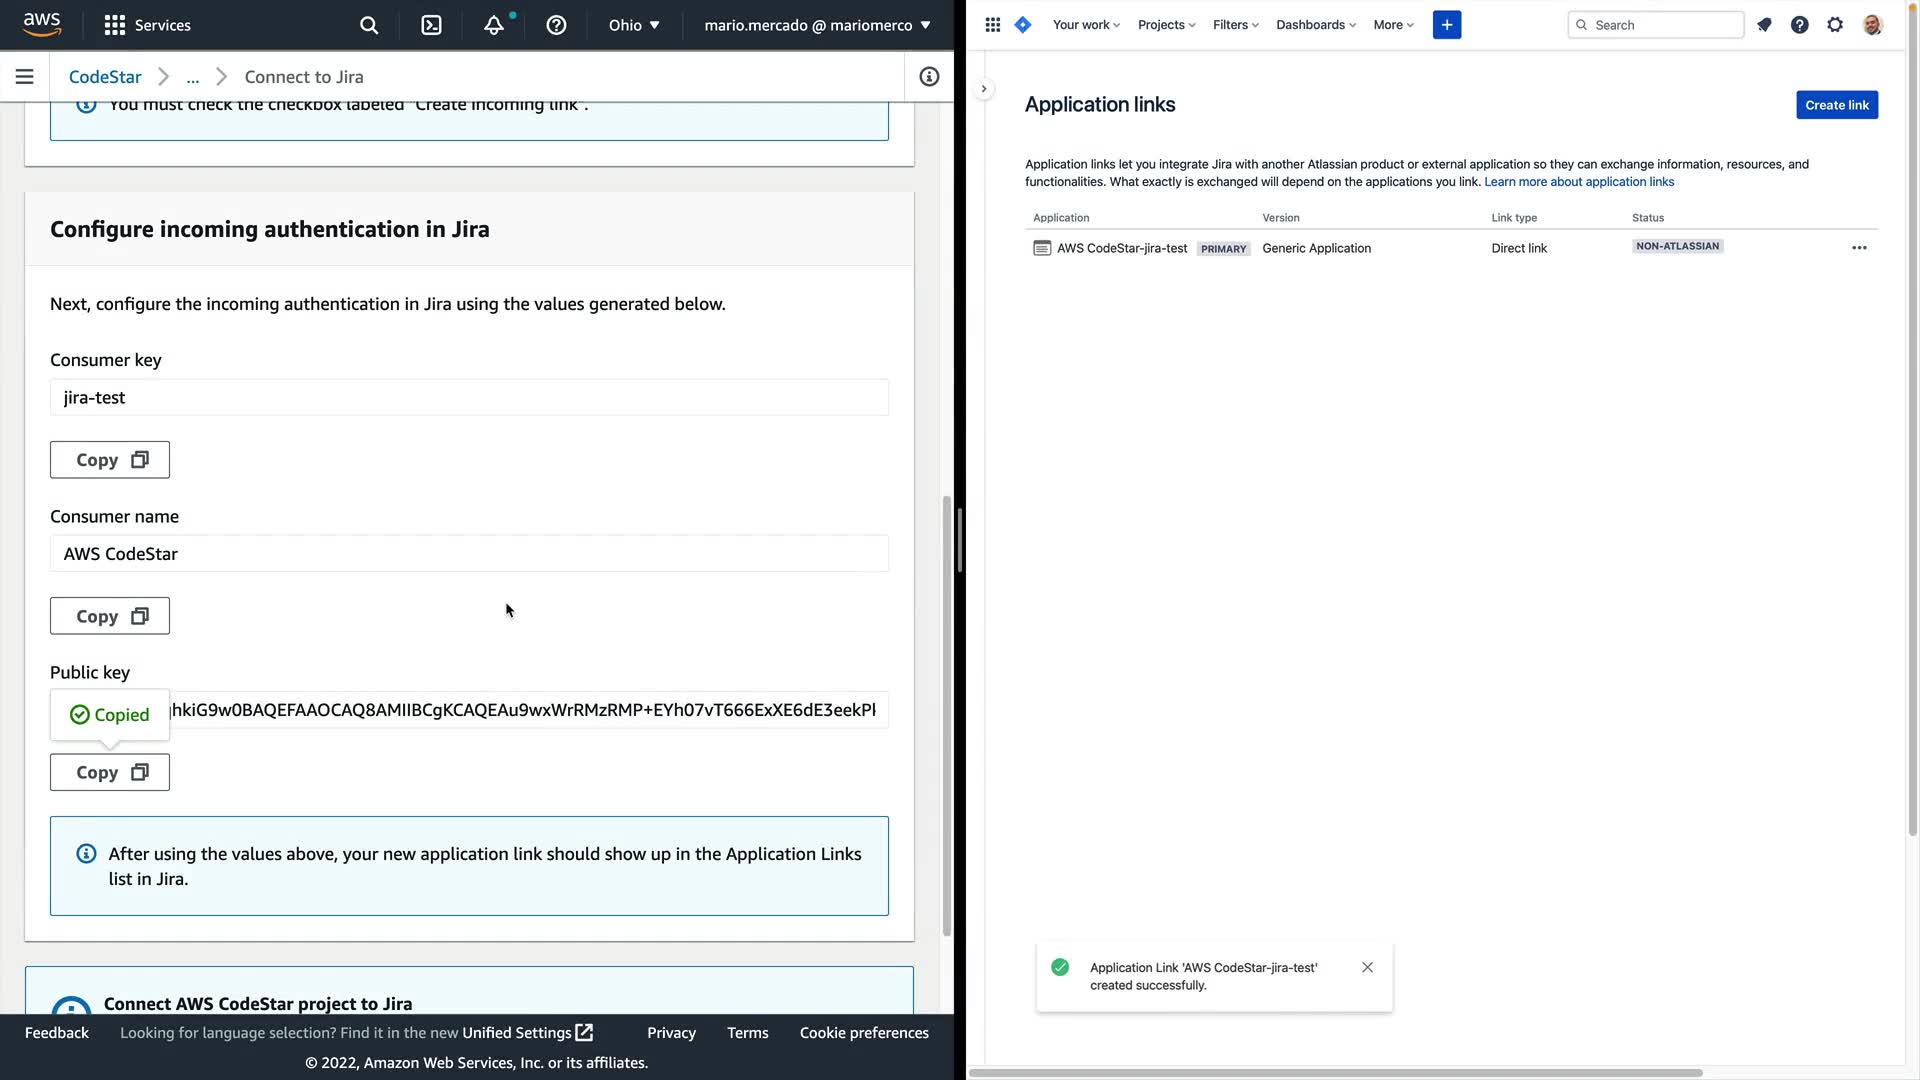 aws
Services
Ohio
mario.mercado @ mariomerco
CodeStar
...
Connect to Jira
You must check the checkbox labeled "Create incoming link".
Configure incoming authentication in Jira
Next, configure the incoming authentication in Jira using the values generated below.
Consumer key
jira-test
Copy
Consumer name
AWS CodeStar
Copy
Public key
Copied
hkiG9w0BAQEFAAOCAQ8AMIIBCgKCAQEAu9wxWrRMzRMP+EYh07vT666ExXE6dE3eekPl
Copy
After using the values above, your new application link should show up in the Application Links
list in Jira.
Connect AWS CodeStar project to Jira
Feedback
Looking for language selection? Find it in the new Unified Settings
Privacy
Terms
Cookie preferences
© 2022, Amazon Web Services, Inc. or its affiliates.
Your work
Projects
Filters
Dashboards
More
Search
Application links
Create link
Application links let you integrate Jira with another Atlassian product or external application so they can exchange information, resources, and
functionalities. What exactly is exchanged will depend on the applications you link. Learn more about application links
Application Version Link type Status
AWS CodeStar-jira-test PRIMARY Generic Application Direct link NON-ATLASSIAN
Application Link 'AWS CodeStar-jira-test'
created successfully.